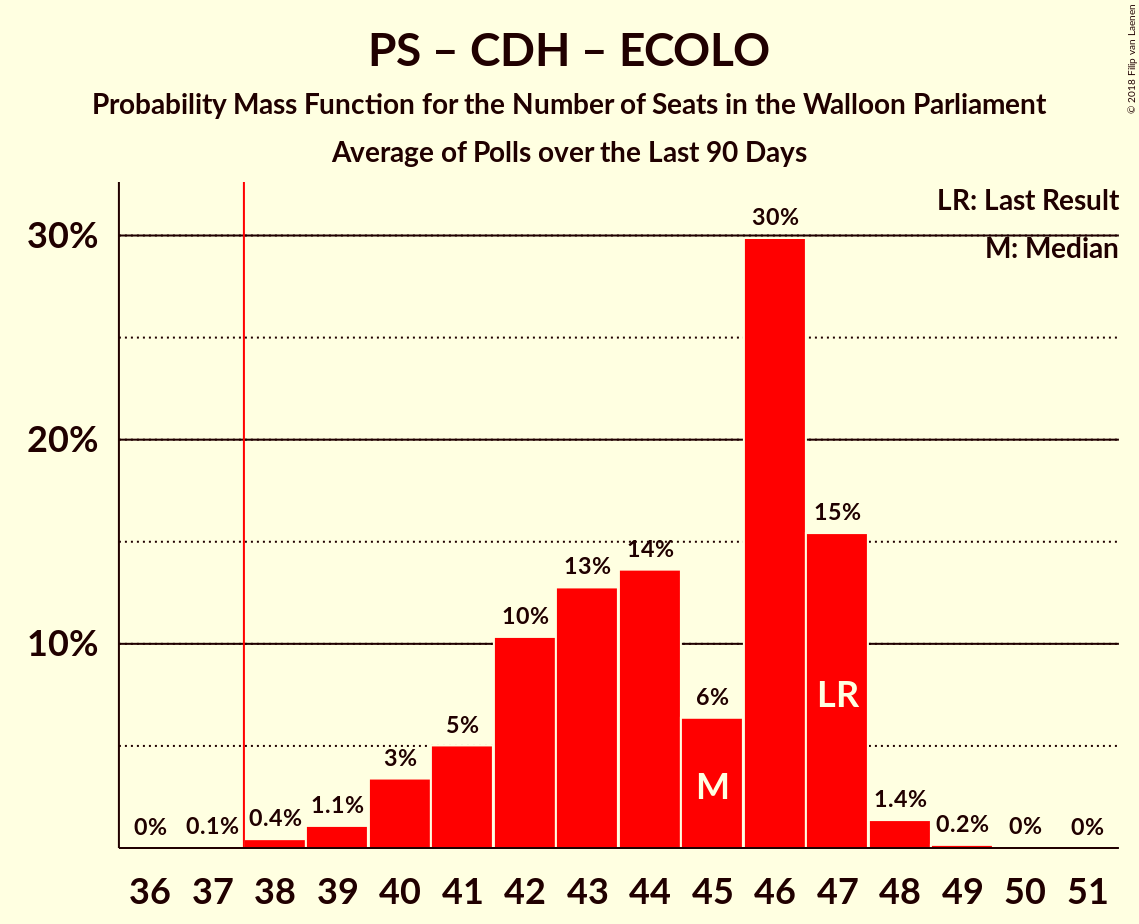 PS – CDH – ECOLO
Probability Mass Function for the Number of Seats in the Walloon Parliament
Average of Polls over the Last 90 Days
© 2018 Filip van Laenen
LR: Last Result
M: Median
30%
20%
10%
0%
0.1%
0.4%
1.1%
3%
5%
10%
13%
14%
6%
30%
15%
1.4%
0.2%
0%
0%
M
LR
36 37 38 39 40 41 42 43 44 45 46 47 48 49 50 51